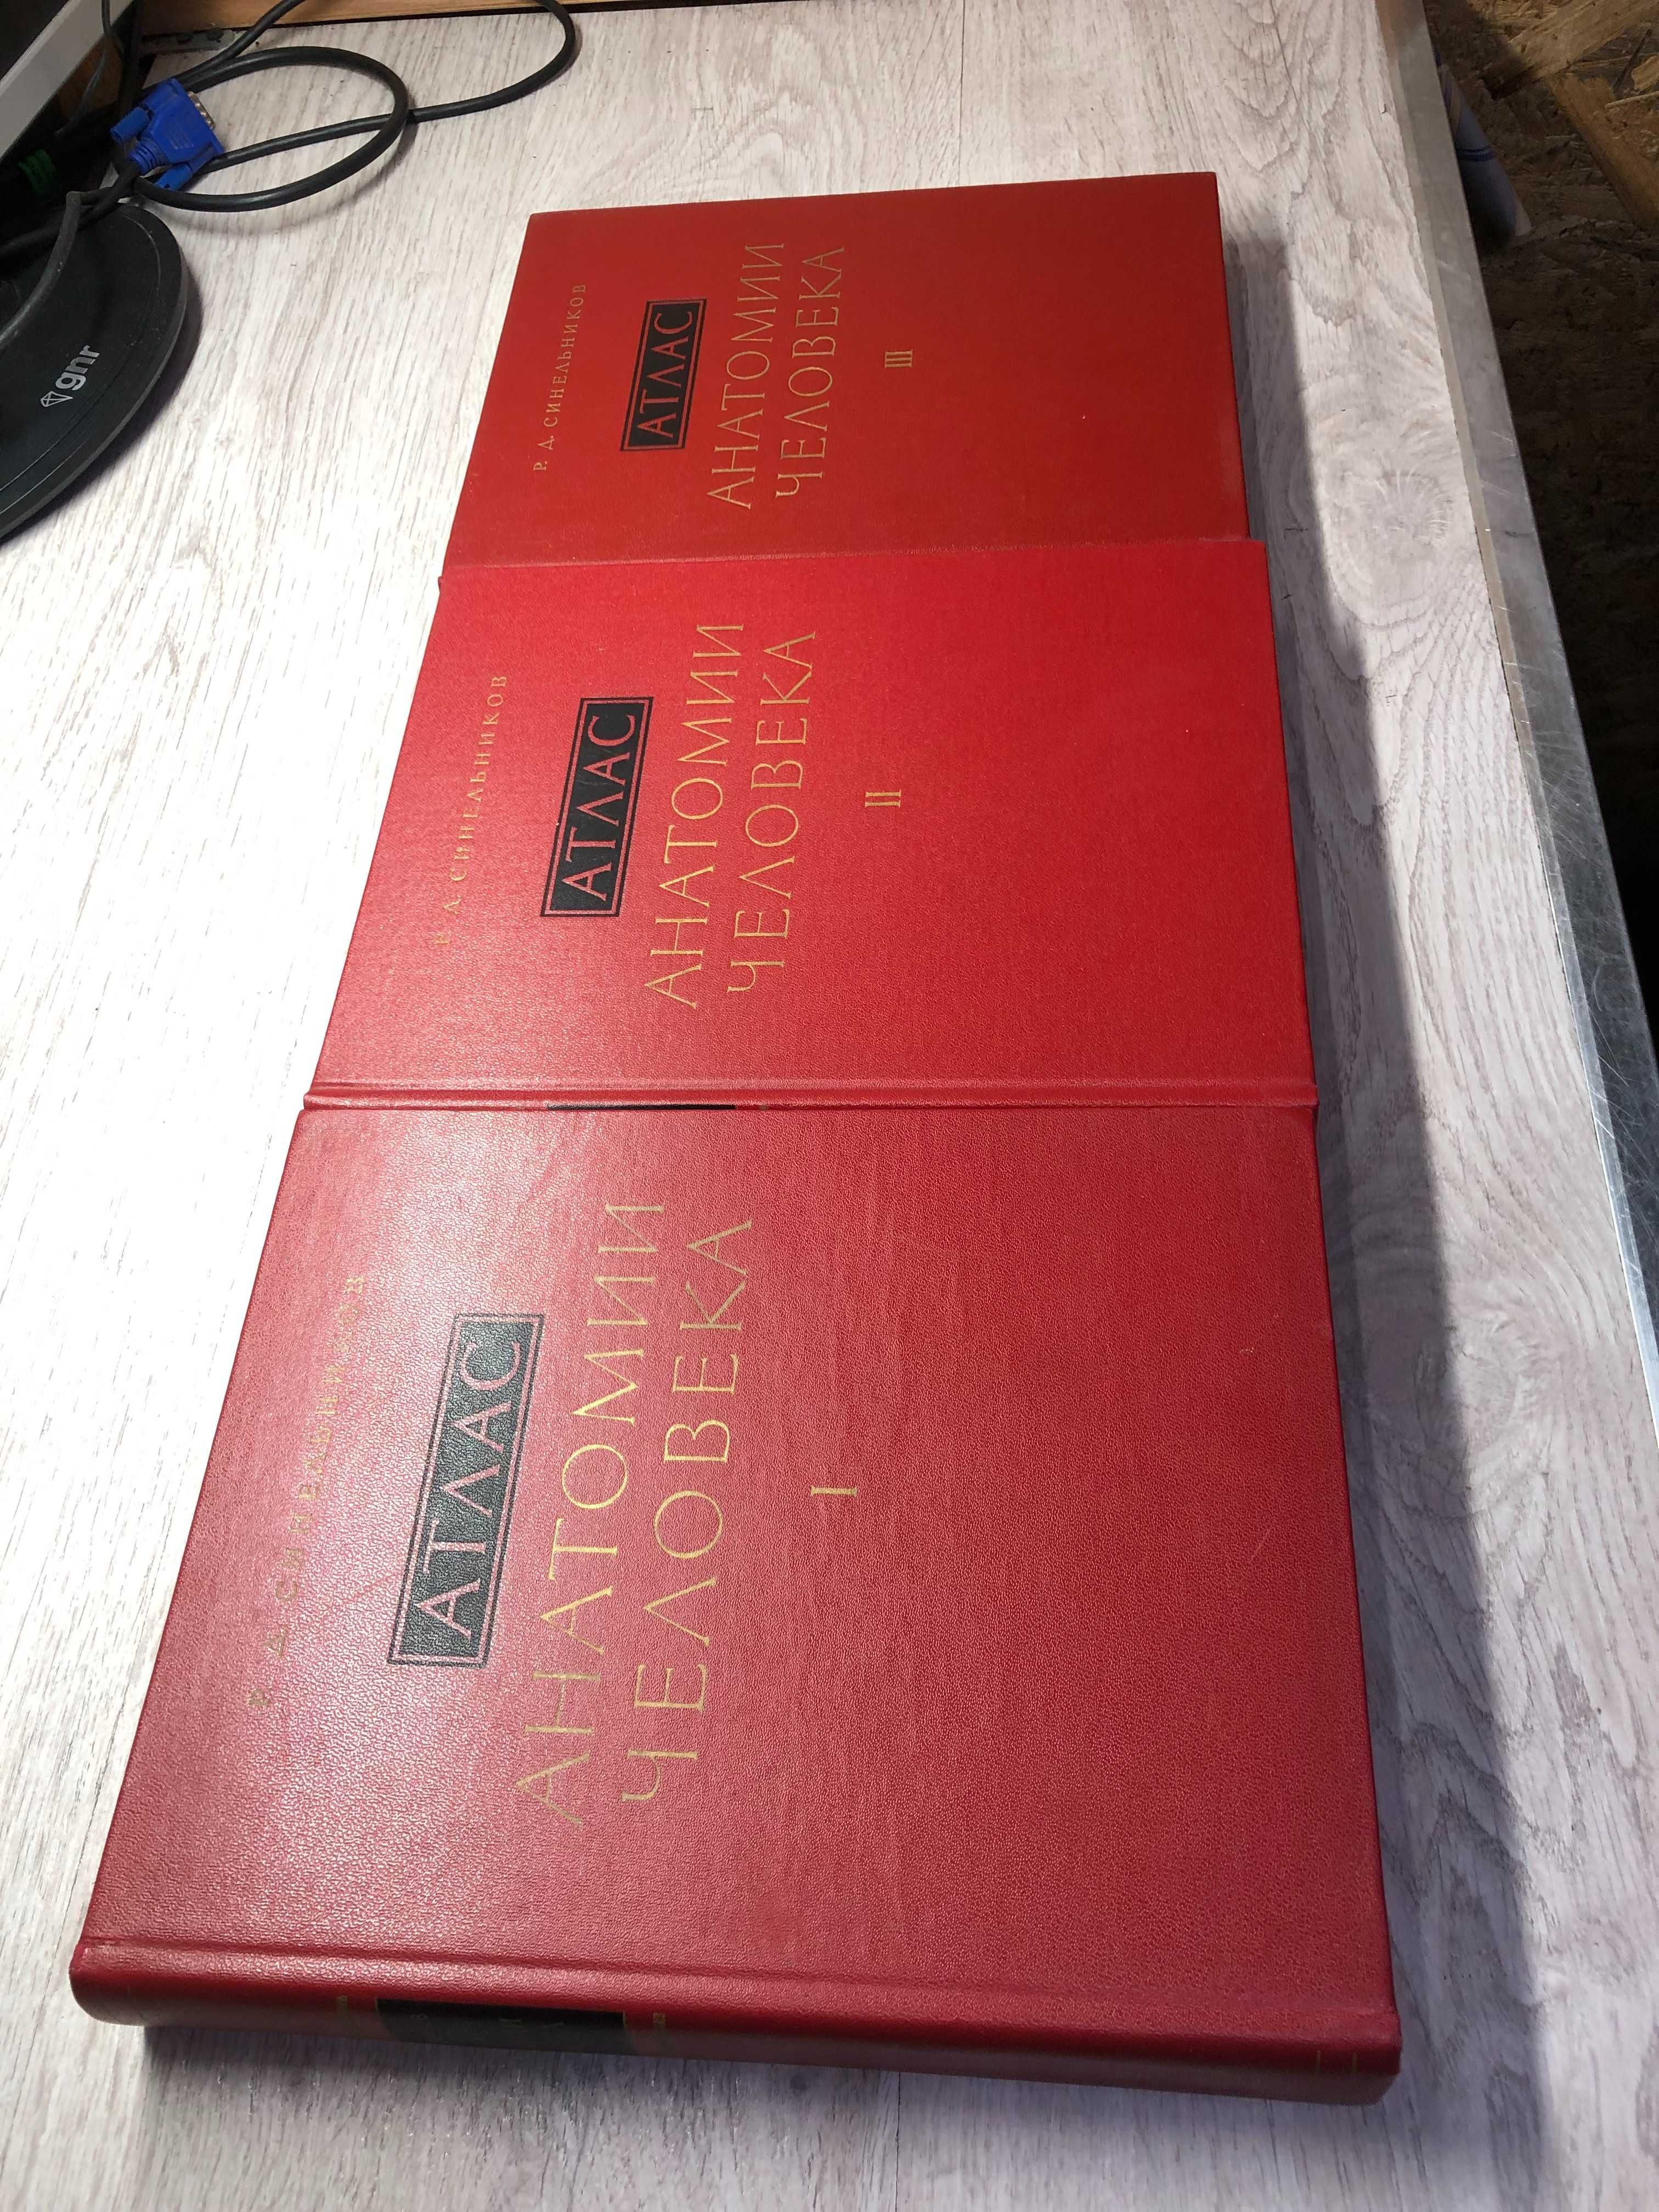 Р. Д. СИНЕЛЬНИКОВ
АТЛАС
АНАТОМИИ
ЧЕЛОВЕКА
III
Р. Д. СИНЕЛЬНИКОВ
АТЛАС
АНАТОМИИ
ЧЕЛОВЕКА
II
Р. Д. СИНЕЛЬНИКОВ
АТЛАС
АНАТОМИИ
ЧЕЛОВЕКА
I
gnr